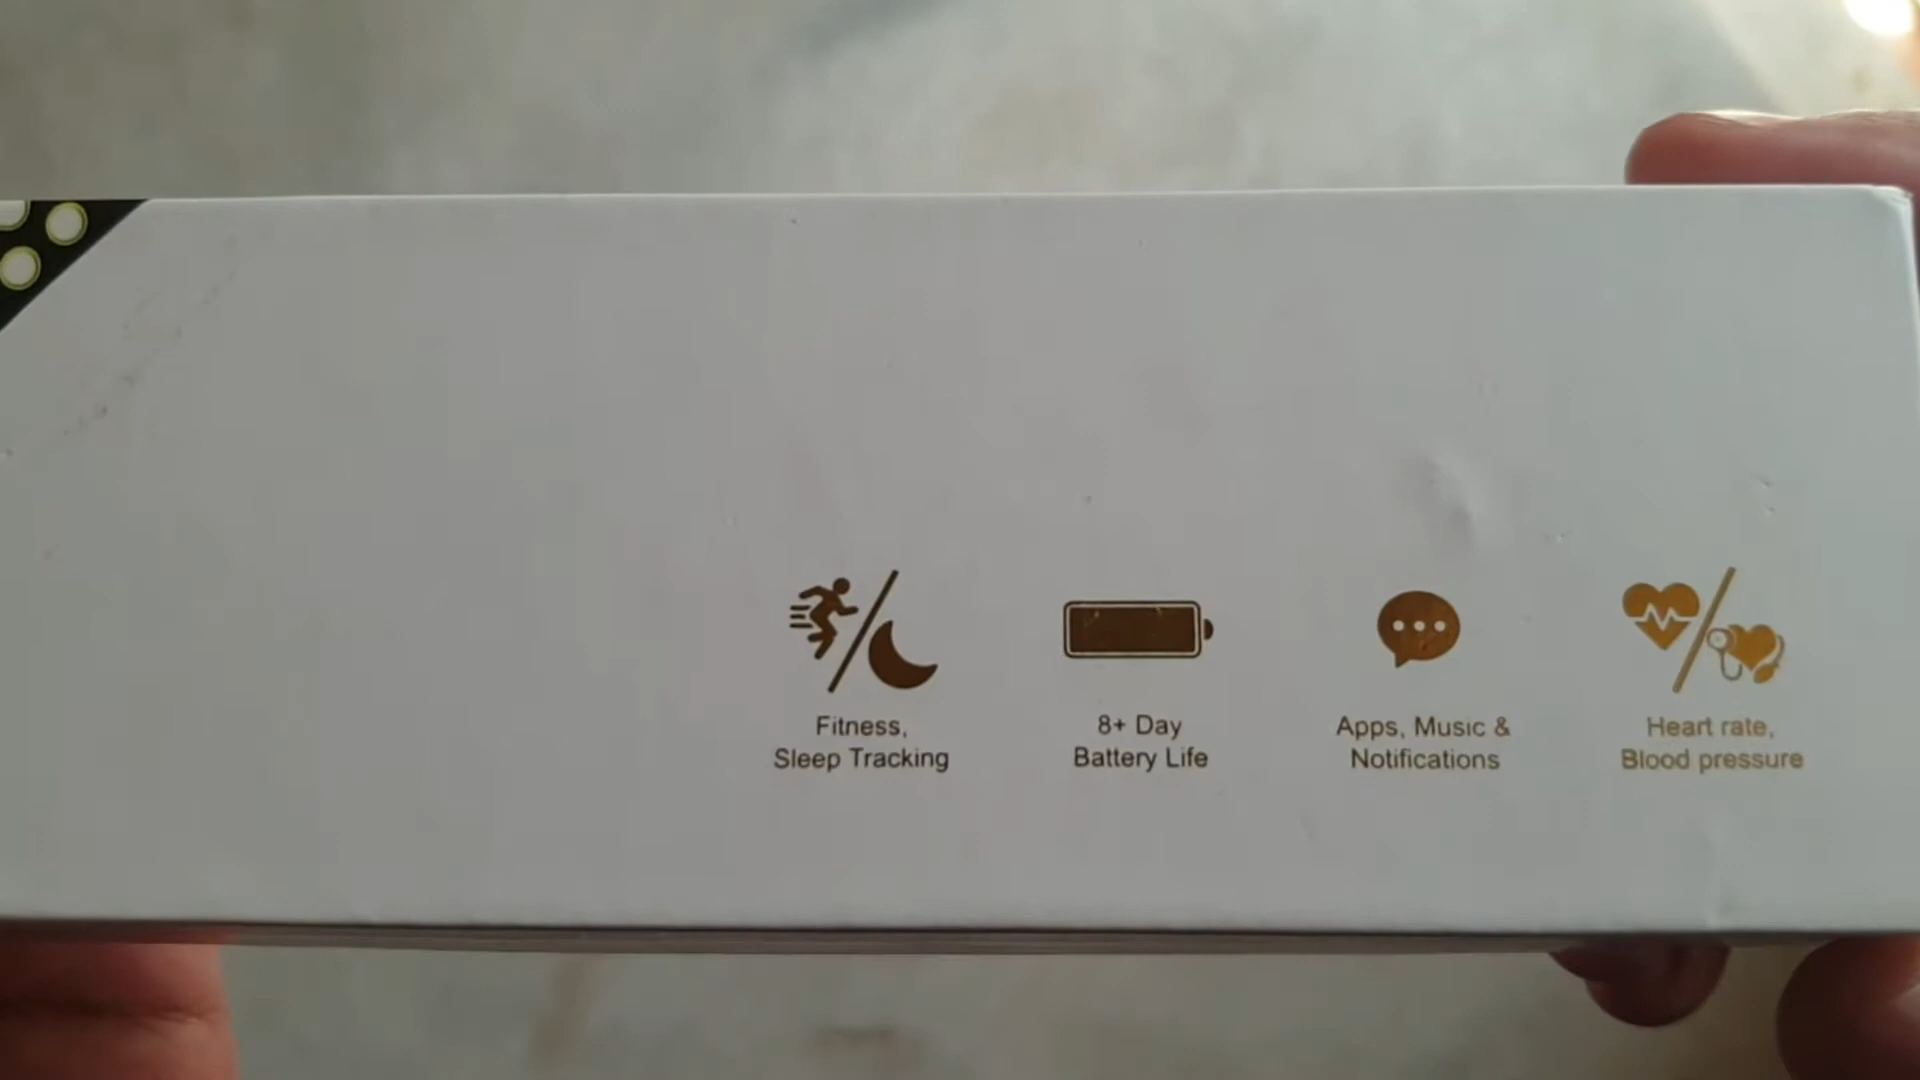 Fitness,
Sleep Tracking
8+ Day
Battery Life
Apps, Music &
Notifications
Heart rate,
Blood pressure